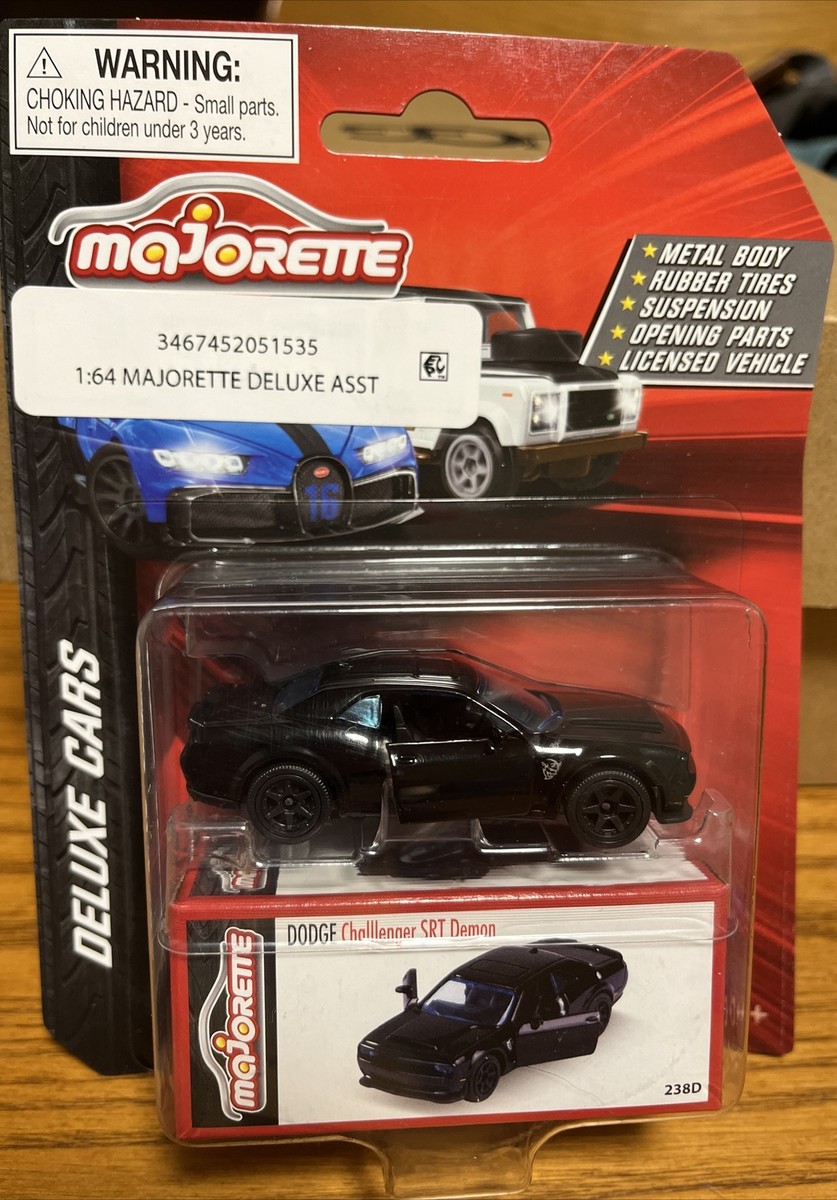 WARNING:
CHOKING HAZARD - Small parts.
Not for children under 3 years.
MAJORETTE
METAL BODY
RUBBER TIRES
SUSPENSION
OPENING PARTS
LICENSED VEHICLE
3467452051535
1:64 MAJORETTE DELUXE ASST
16
DELUXE CARS
DODGE Challlenger SRT Demon
MAJORETTE
238D